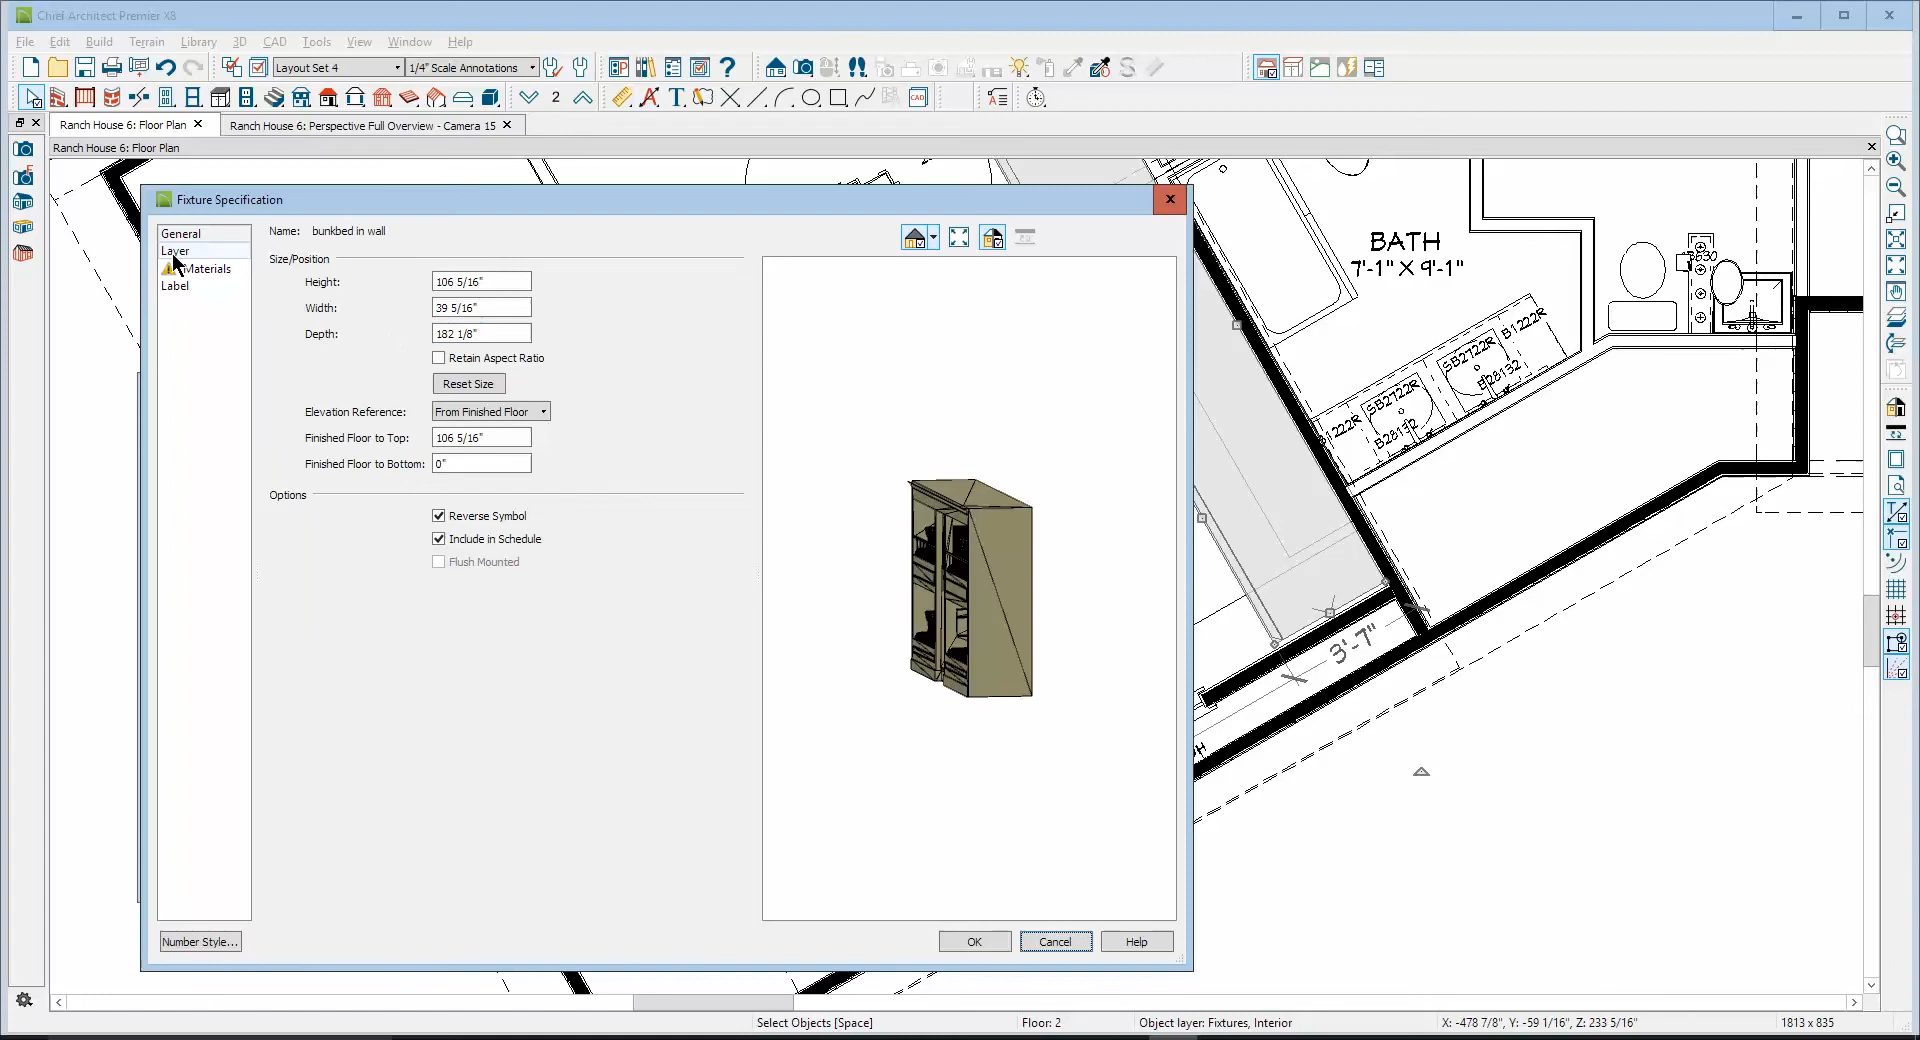 Chief Architect Premier X8
File Edit Build Terrain Library 3D CAD Tools View Window Help
Layout Set 4 1/4" Scale Annotations
2 CAD
Ranch House 6: Floor Plan Ranch House 6: Perspective Full Overview - Camera 15
Ranch House 6: Floor Plan
Fixture Specification
General
Layer
Materials
Label
Name: bunkbed in wall
Size/Position
Height: 106 5/16"
Width: 39 5/16"
Depth: 182 1/8"
Retain Aspect Ratio
Reset Size
Elevation Reference: From Finished Floor
Finished Floor to Top: 106 5/16"
Finished Floor to Bottom: 0"
Options
Reverse Symbol
Include in Schedule
Flush Mounted
Number Style...
OK Cancel Help
BATH
7'-1" X 9'-1"
B1222R
SB2722R
B28132
SB2722R
B28132
B1222R
3'-7"
Select Objects [Space] Floor: 2 Object layer: Fixtures, Interior X: -478 7/8", Y: -59 1/16", Z: 233 5/16" 1813 x 835